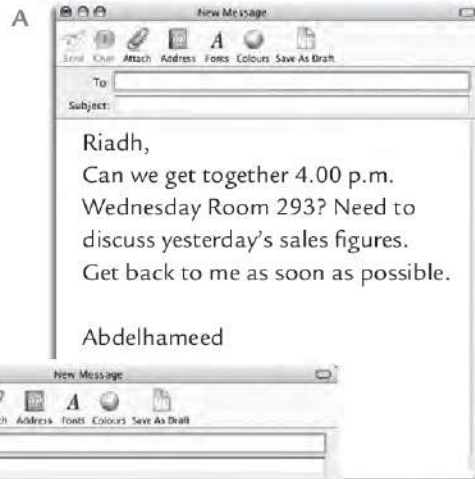 A
New Message
Send Chat Attach Address Fonts Colours Save As Draft
To:
Subject:
Riadh,
Can we get together 4.00 p.m.
Wednesday Room 293? Need to
discuss yesterday's sales figures.
Get back to me as soon as possible.
Abdelhameed
New Message
Address Fonts Colours Save As Draft